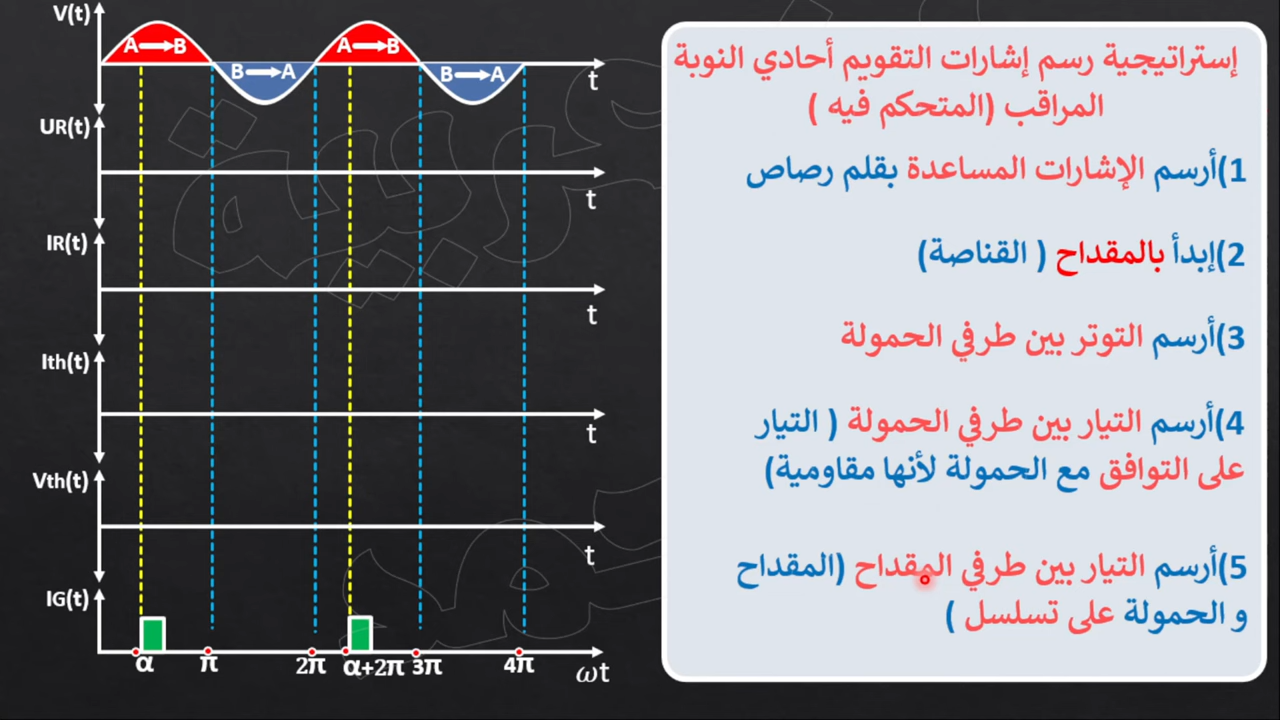 V(t)
A B
A B
B A
B A
t
UR(t)
t
IR(t)
t
Ith(t)
t
Vth(t)
t
IG(t)
α π 2π α+2π 3π 4π ωt
إستراتيجية رسم إشارات التقويم أحادي النوبة
المراقب (المتحكم فيه )
1)أرسم الإشارات المساعدة بقلم رصاص
2)إبدأ بالمقداح ( القناصة)
3)أرسم التوتر بين طرفي الحمولة
4)أرسم التيار بين طرفي الحمولة ( التيار
على التوافق مع الحمولة لأنها مقاومية)
5)أرسم التيار بين طرفي المقداح (المقداح
و الحمولة على تسلسل )